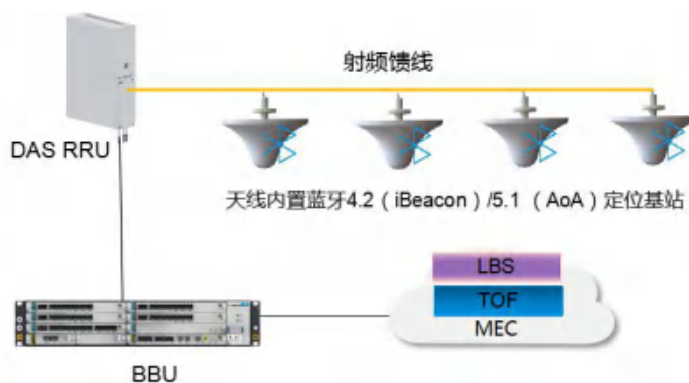 射频馈线
DAS RRU
天线内置蓝牙4.2（iBeacon）/5.1 （AoA）定位基站
LBS
TOF
MEC
BBU